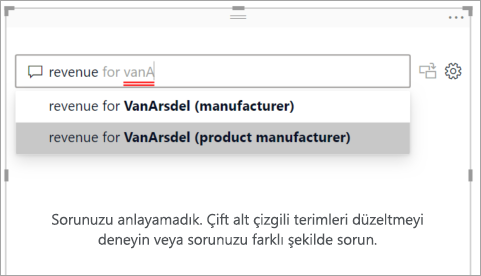 revenue for vanA
revenue for VanArsdel (manufacturer)
revenue for VanArsdel (product manufacturer)
Sorunuzu anlayamadık. Çift alt çizgili terimleri düzeltmeyi
deneyin veya sorunuzu farklı şekilde sorun.